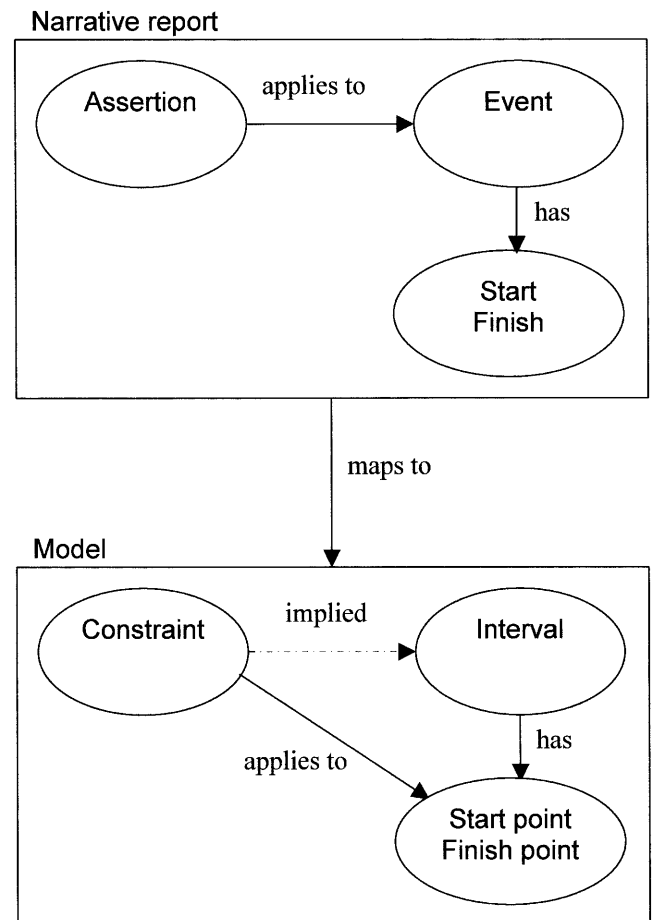 Narrative report
Assertion
applies to
Event
has
Start
Finish
maps to
Model
Constraint
implied
Interval
applies to
has
Start point
Finish point